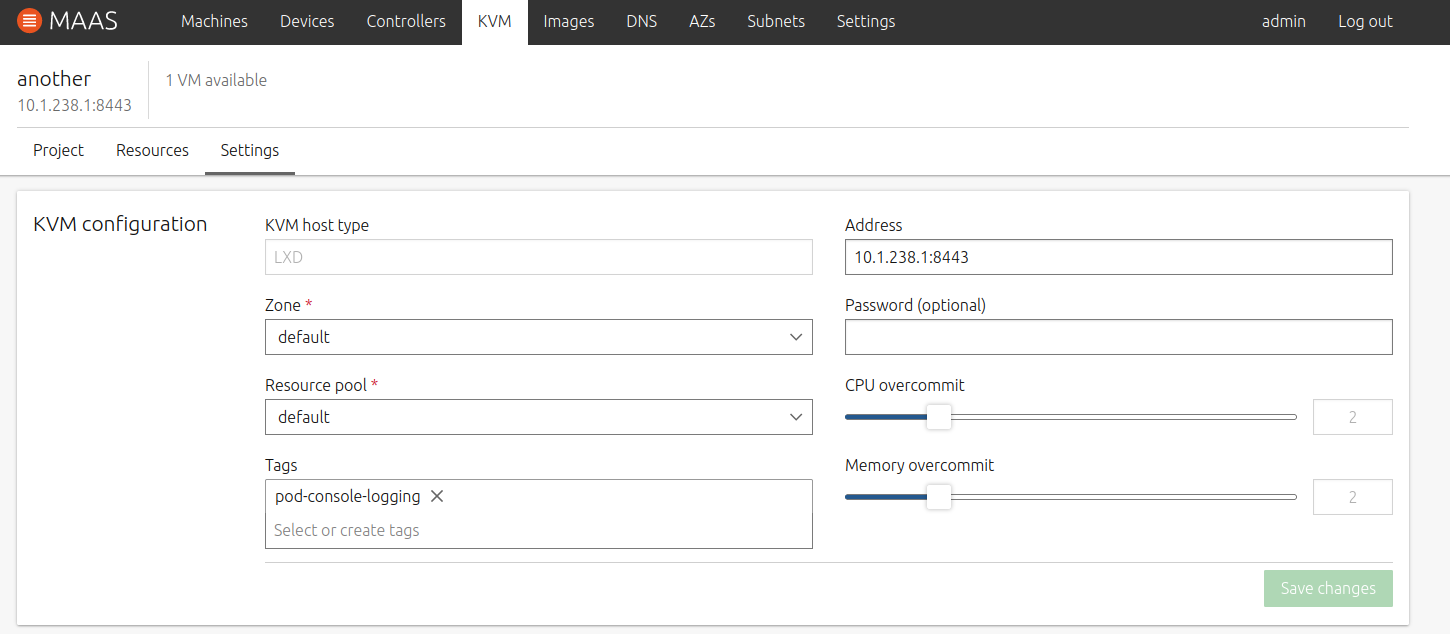 MAAS Machines Devices Controllers KVM Images DNS AZs Subnets Settings admin Log out
another
10.1.238.1:8443
1 VM available
Project Resources Settings
KVM configuration
KVM host type
LXD
Zone *
default
Resource pool *
default
Tags
pod-console-logging
Select or create tags
Address
10.1.238.1:8443
Password (optional)
CPU overcommit
2
Memory overcommit
2
Save changes